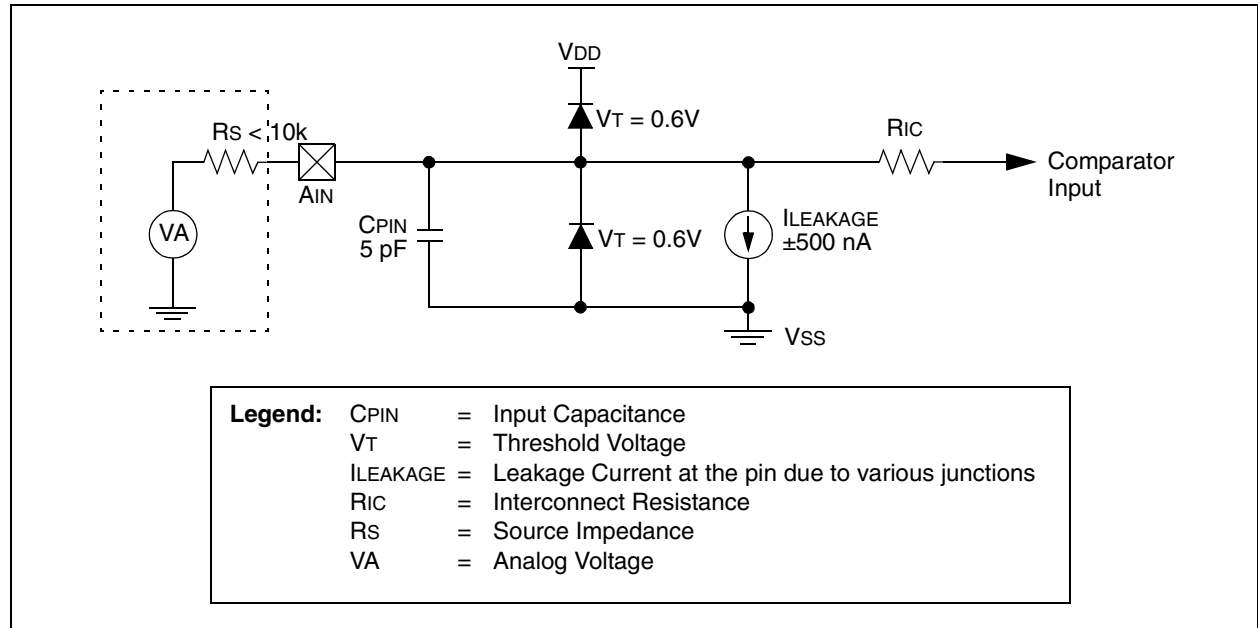 VDD
VT = 0.6V
RS < 10k
RIC
AIN
Comparator
Input
VA
CPIN
5 pF
VT = 0.6V
ILEAKAGE
±500 nA
VSS
Legend: CPIN = Input Capacitance
VT = Threshold Voltage
ILEAKAGE = Leakage Current at the pin due to various junctions
RIC = Interconnect Resistance
RS = Source Impedance
VA = Analog Voltage